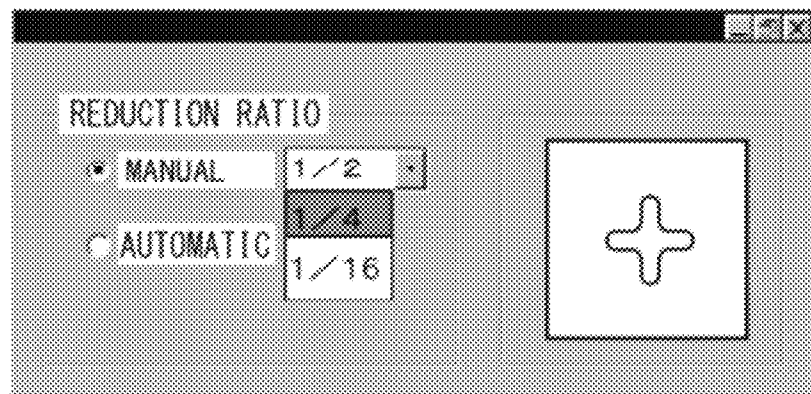 REDUCTION RATIO
MANUAL 1/2
1/4
AUTOMATIC
1/16